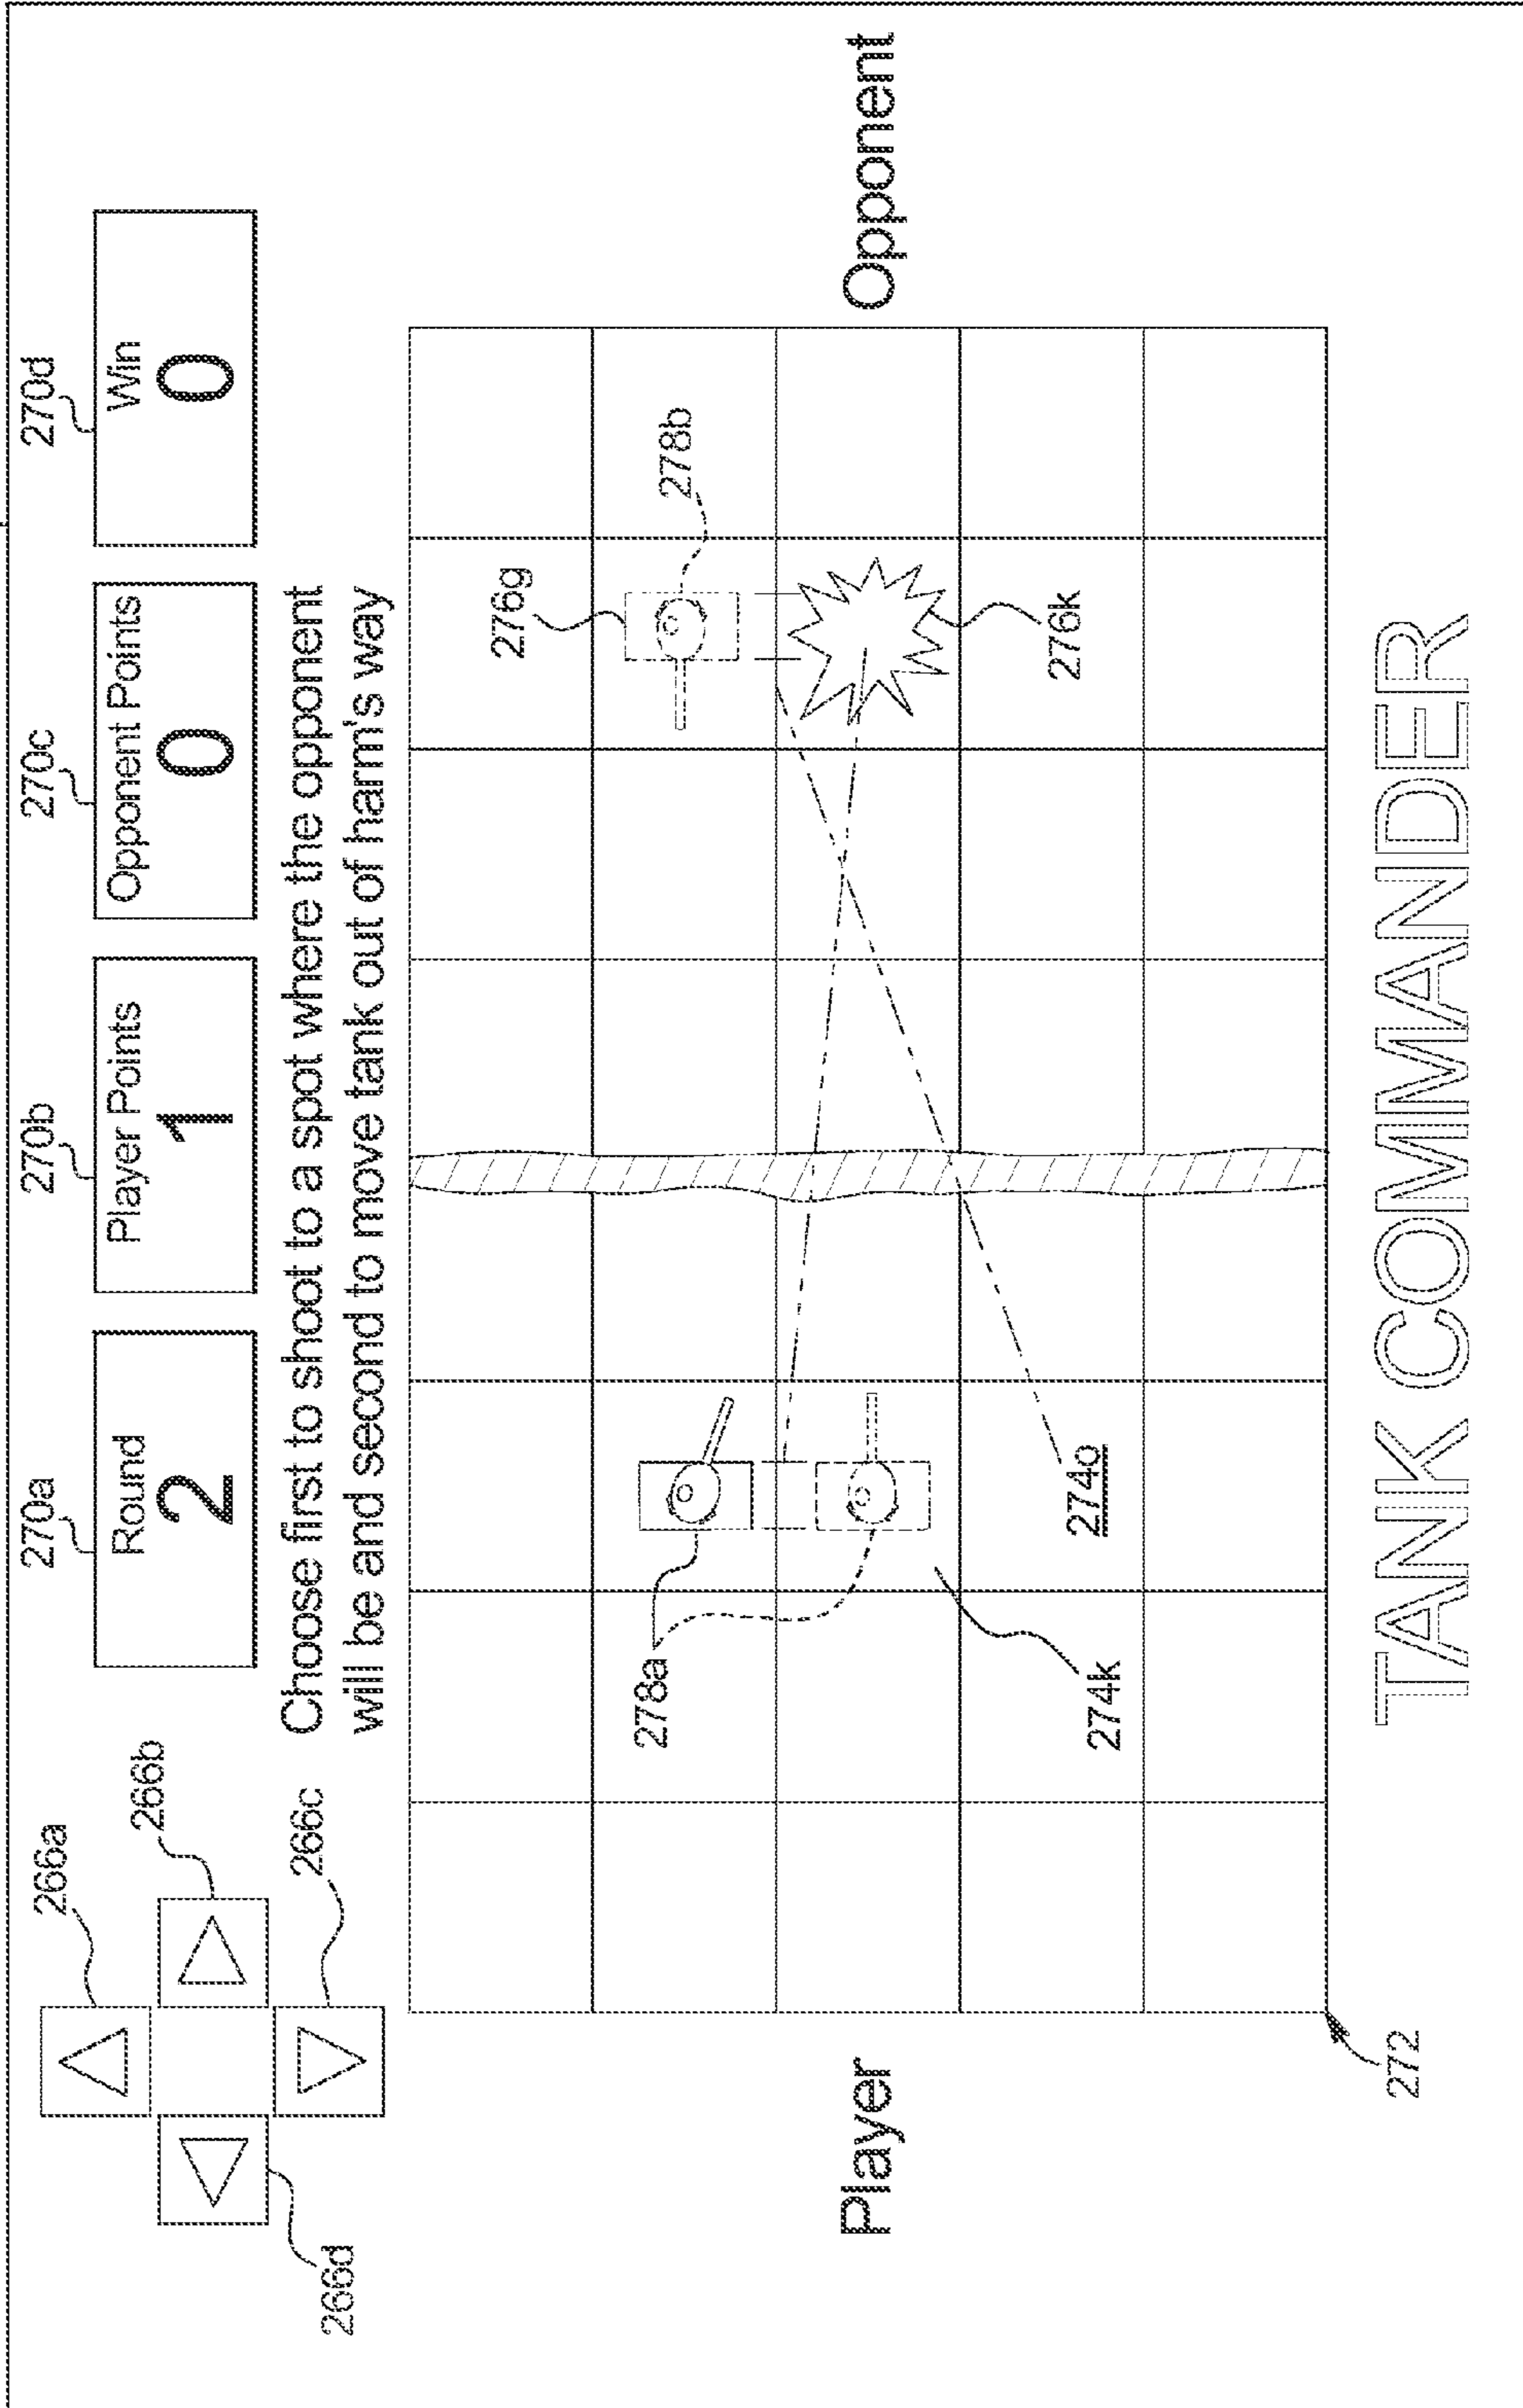 270a
270b
270c
270d
Round
2
Player Points
1
Opponent Points
0
Win
0
266a
266b
266c
266d
Choose first to shoot to a spot where the opponent
will be and second to move tank out of harm's way
276g
278b
278a
276k
274o
274k
Player
Opponent
272
TANK COMMANDER